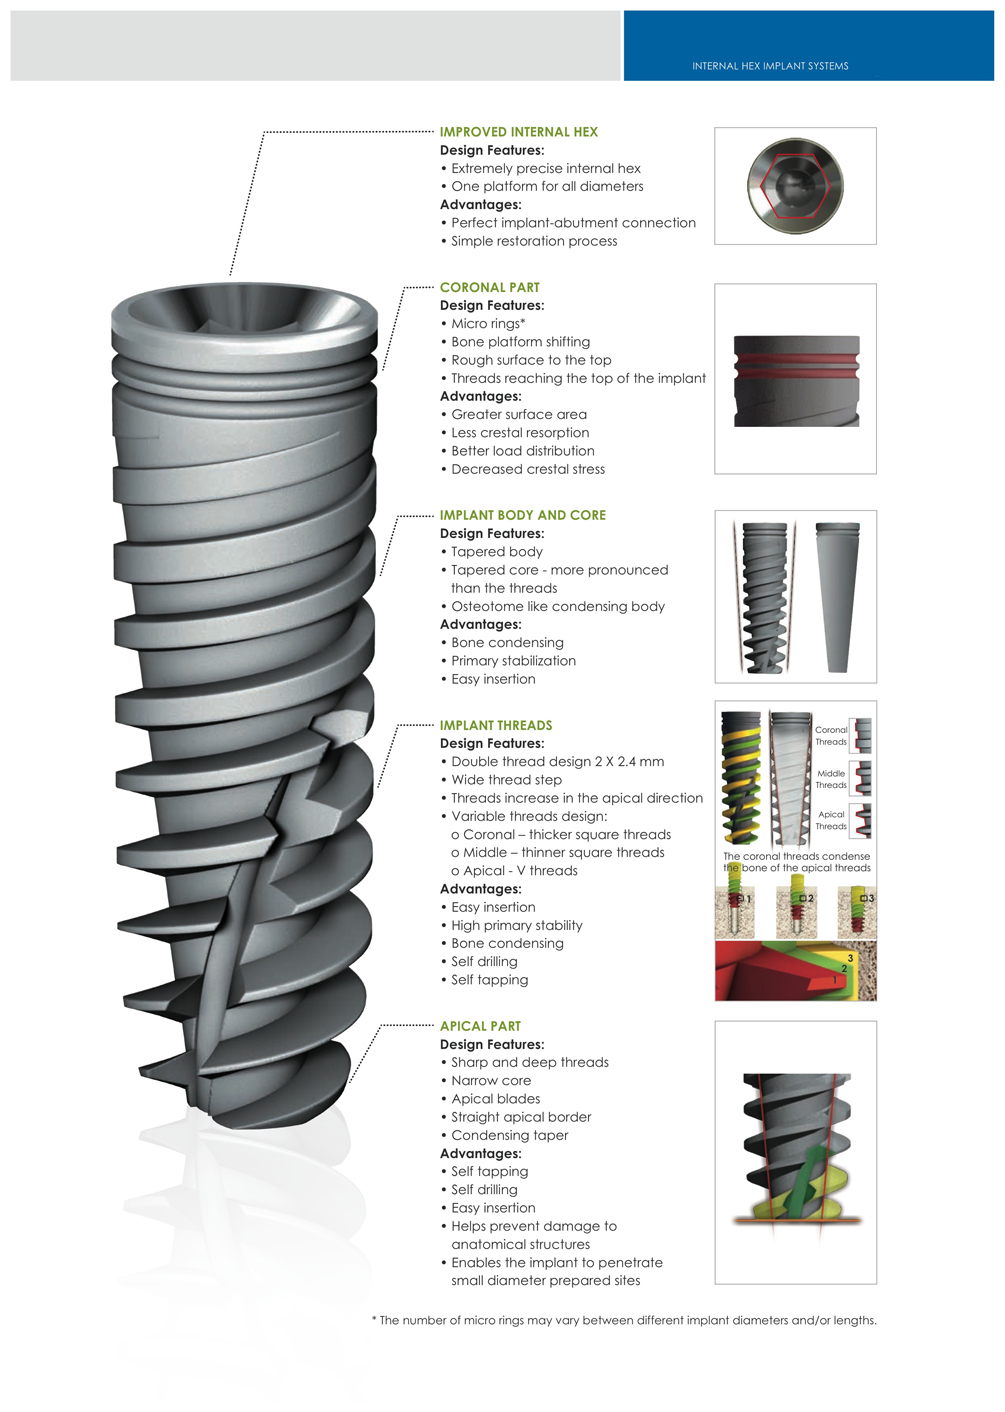 INTERNAL HEX IMPLANT SYSTEMS
IMPROVED INTERNAL HEX
Design Features:
• Extremely precise internal hex
• One platform for all diameters
Advantages:
• Perfect implant-abutment connection
• Simple restoration process
CORONAL PART
Design Features:
• Micro rings*
• Bone platform shifting
• Rough surface to the top
• Threads reaching the top of the implant
Advantages:
• Greater surface area
• Less crestal resorption
• Better load distribution
• Decreased crestal stress
IMPLANT BODY AND CORE
Design Features:
• Tapered body
• Tapered core - more pronounced
than the threads
• Osteotome like condensing body
Advantages:
• Bone condensing
• Primary stabilization
• Easy insertion
IMPLANT THREADS
Design Features:
• Double thread design 2 X 2.4 mm
• Wide thread step
• Threads increase in the apical direction
• Variable threads design:
o Coronal – thicker square threads
o Middle – thinner square threads
o Apical - V threads
Advantages:
• Easy insertion
• High primary stability
• Bone condensing
• Self drilling
• Self tapping
Coronal
Threads
Middle
Threads
Apical
Threads
The coronal threads condense
the bone of the apical threads
1
2
3
3
2
1
APICAL PART
Design Features:
• Sharp and deep threads
• Narrow core
• Apical blades
• Straight apical border
• Condensing taper
Advantages:
• Self tapping
• Self drilling
• Easy insertion
• Helps prevent damage to
anatomical structures
• Enables the implant to penetrate
small diameter prepared sites
* The number of micro rings may vary between different implant diameters and/or lengths.